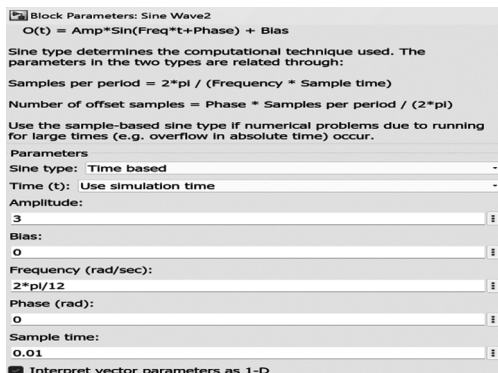 Block Parameters: Sine Wave2
O(t) = Amp*Sin(Freq*t+Phase) + Bias
Sine type determines the computational technique used. The
parameters in the two types are related through:
Samples per period = 2*pi / (Frequency * Sample time)
Number of offset samples = Phase * Samples per period / (2*pi)
Use the sample-based sine type if numerical problems due to running
for large times (e.g. overflow in absolute time) occur.
Parameters
Sine type: Time based
Time (t): Use simulation time
Amplitude:
3
Bias:
0
Frequency (rad/sec):
2*pi/12
Phase (rad):
0
Sample time:
0.01
Interpret vector parameters as 1-D